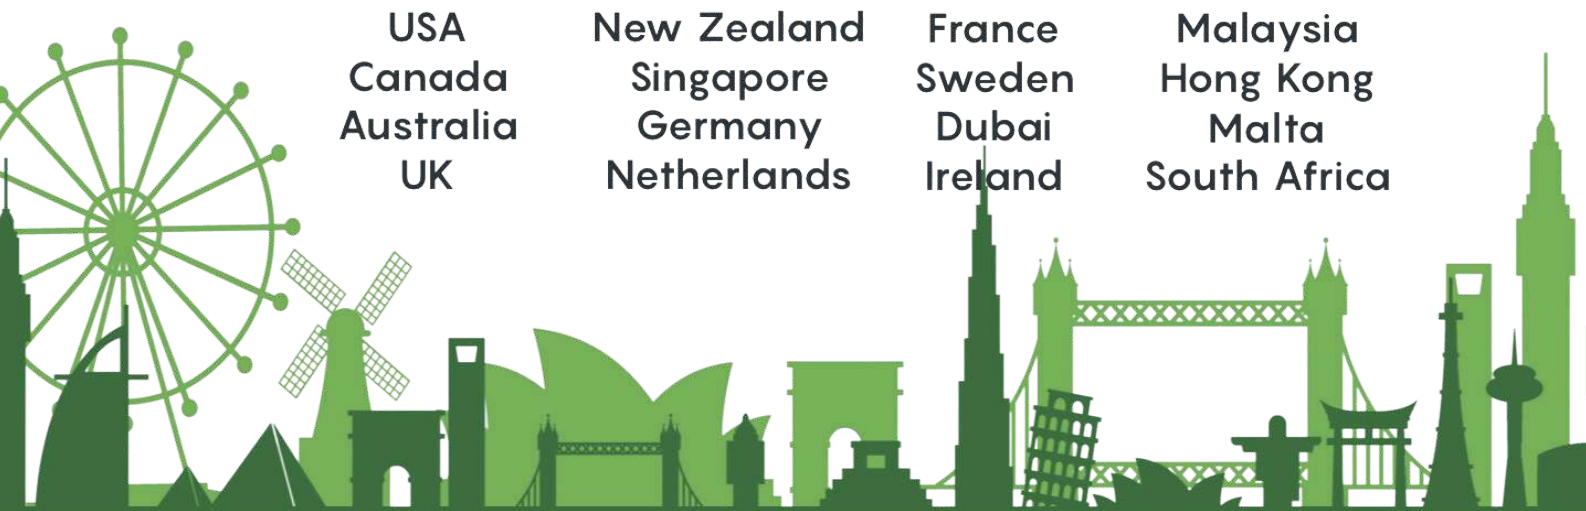 USA
Canada
Australia
UK
New Zealand
Singapore
Germany
Netherlands
France
Sweden
Dubai
Ireland
Malaysia
Hong Kong
Malta
South Africa